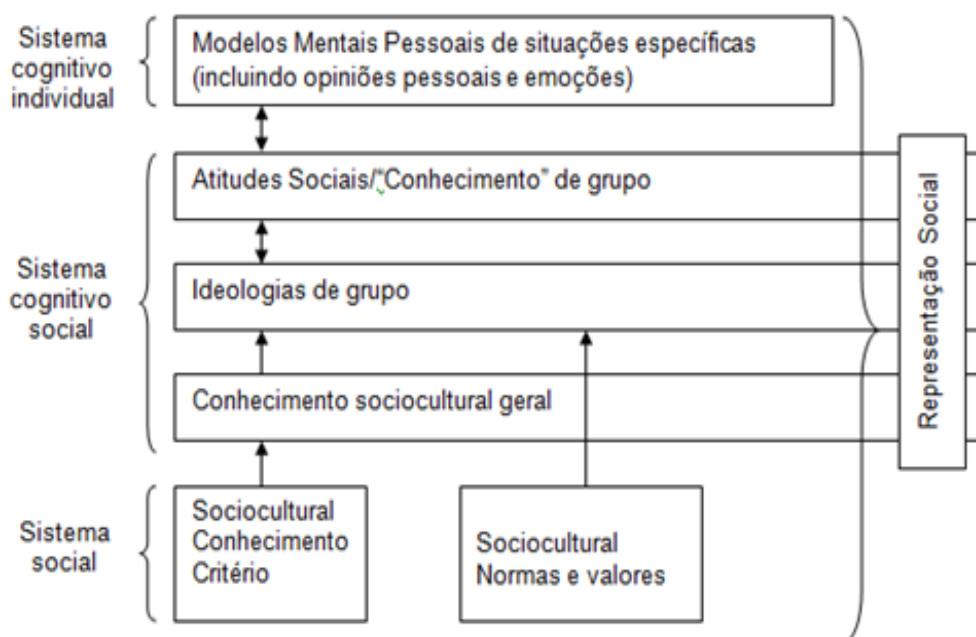 Sistema
cognitivo
individual
Modelos Mentais Pessoais de situações específicas
(incluindo opiniões pessoais e emoções)
Sistema
cognitivo
social
Atitudes Sociais/"Conhecimento” de grupo
Ideologias de grupo
Conhecimento sociocultural geral
Representação Social
Sistema
social
Sociocultural
Conhecimento
Critério
Sociocultural
Normas e valores